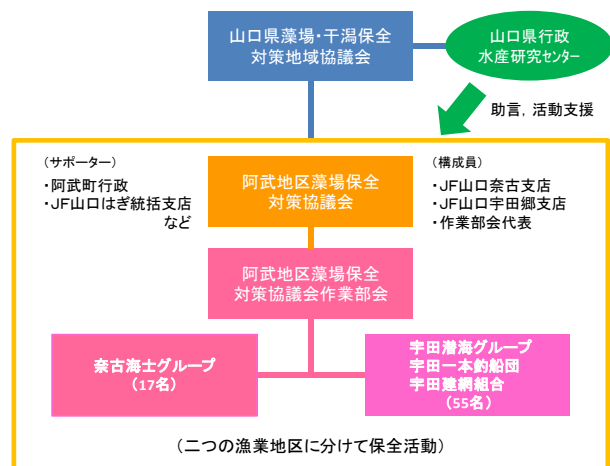 山口県藻場・干潟保全
対策地域協議会
山口県行政
水産研究センター
助言，活動支援
（サポーター）
・阿武町行政
・JF山口はぎ統括支店
など
阿武地区藻場保全
対策協議会
（構成員）
・JF山口奈古支店
・JF山口宇田郷支店
・作業部会代表
阿武地区藻場保全
対策協議会作業部会
奈古海士グループ
（17名）
宇田潜海グループ
宇田一本釣船団
宇田建網組合
（55名）
（二つの漁業地区に分けて保全活動）